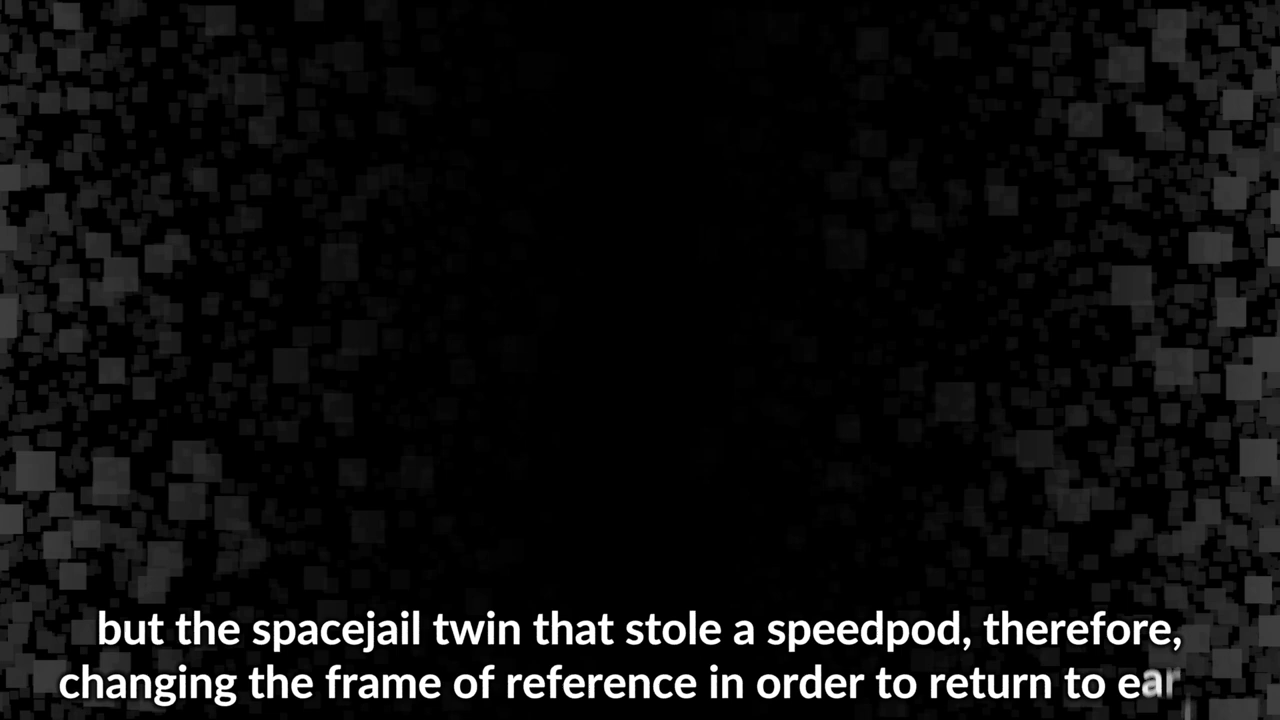 but the spacejail twin that stole a speedpod, therefore,
changing the frame of reference in order to return to ear